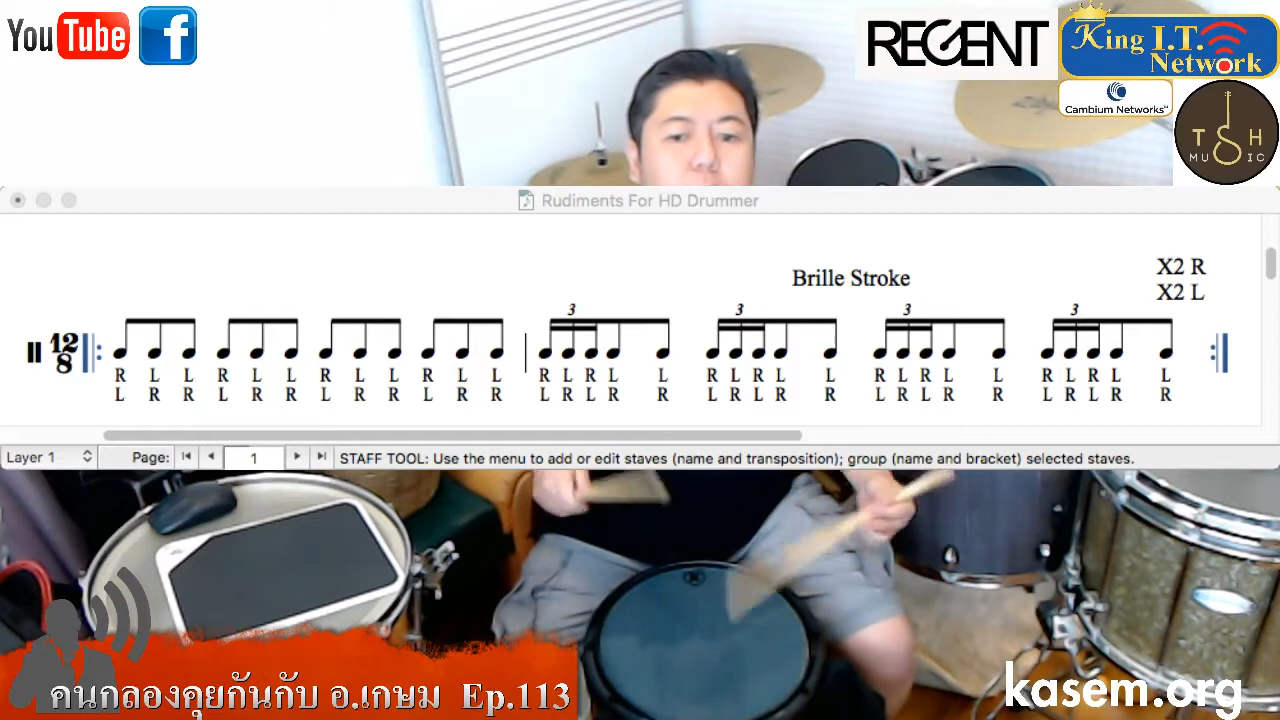 YouTube f
REGENT
King I.T.
Network
Cambium Networks™
T S H
MUSIC
Rudiments For HD Drummer
Brille Stroke
X2 R
X2 L
3 3 3 3
12
8
R L L R L L R L L R L L R L R L L R L R L L R L R L L R L R L L
L R R L R R L R R L R R L R L R R L R L R R L R L R R L R L R R
Layer 1 Page: 1 STAFF TOOL: Use the menu to add or edit staves (name and transposition); group (name and bracket) selected staves.
คนกลองคุยกันกับ อ.เกษม Ep.113
kasem.org